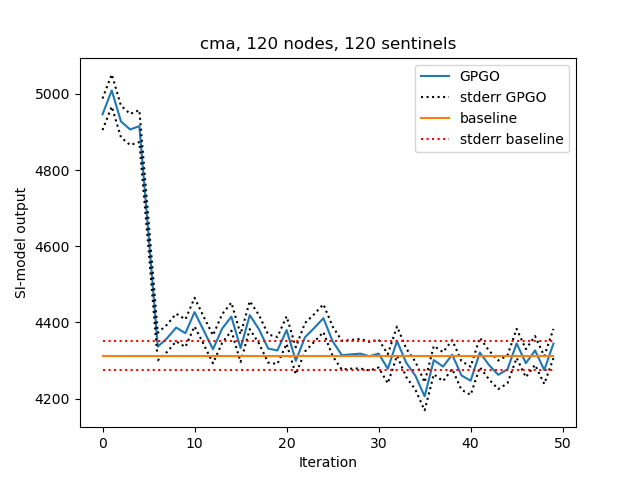 cma, 120 nodes, 120 sentinels
GPGO
stderr GPGO
baseline
stderr baseline
SI-model output
5000
4800
4600
4400
4200
0 10 20 30 40 50
Iteration